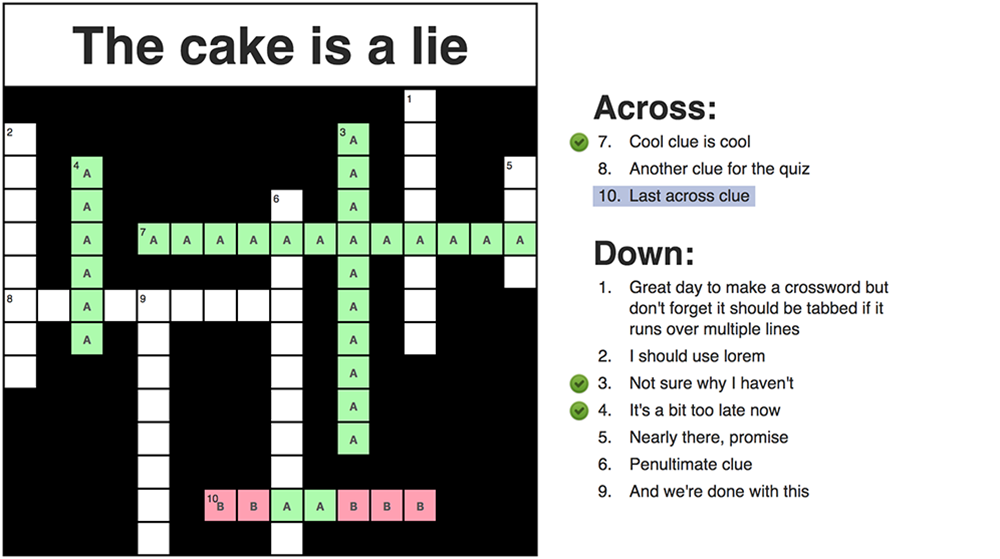 The cake is a lie
1
2 3 A
4 A A 5
A 6 A
A 7 A A A A A A A A A A A A
A A
8 A 9 A
A A
A
A
A
10 B B A A B B B
Across:
7. Cool clue is cool
8. Another clue for the quiz
10. Last across clue
Down:
1. Great day to make a crossword but
don't forget it should be tabbed if it
runs over multiple lines
2. I should use lorem
3. Not sure why I haven't
4. It's a bit too late now
5. Nearly there, promise
6. Penultimate clue
9. And we're done with this